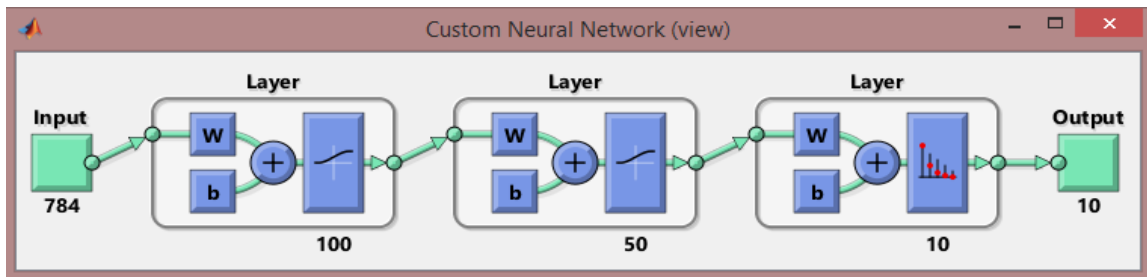 Custom Neural Network (view)
Layer Layer Layer
Input Output
W W W
b b b
784 10
100 50 10